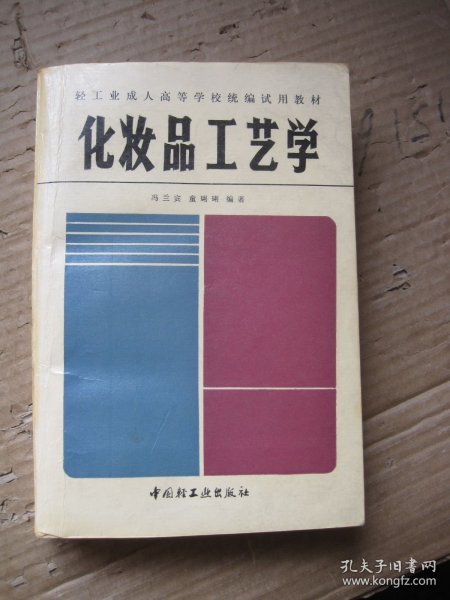 轻工业成人高等学校统编试用教材
化妆品工艺学
冯兰宾 童琍琍 编著
中国轻工业出版社
孔夫子旧书网
www.kongfz.com